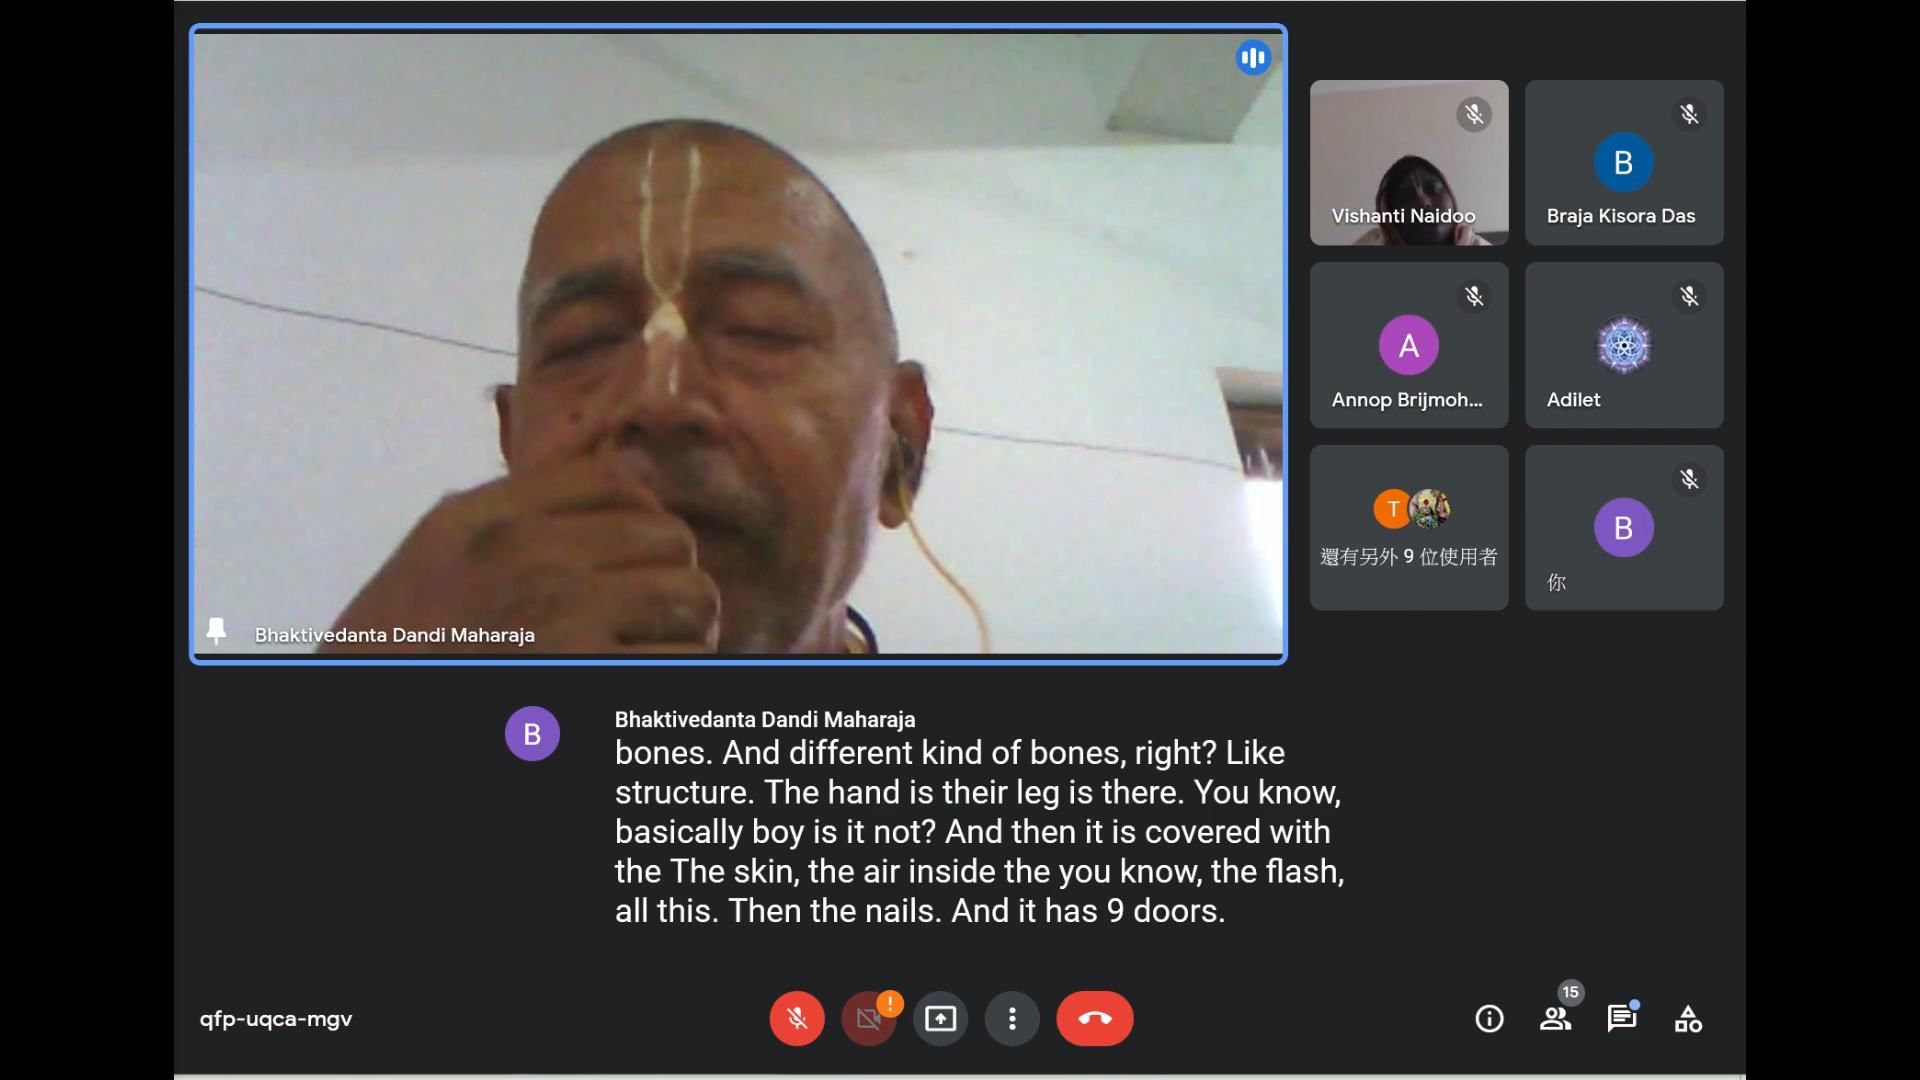 Bhaktivedanta Dandi Maharaja
Vishanti Naidoo
B
Braja Kisora Das
A
Annop Brijmoh...
Adilet
T
還有另外 9 位使用者
B
你
B
Bhaktivedanta Dandi Maharaja
bones. And different kind of bones, right? Like
structure. The hand is their leg is there. You know,
basically boy is it not? And then it is covered with
the The skin, the air inside the you know, the flash,
all this. Then the nails. And it has 9 doors.
qfp-uqca-mgv
!
15